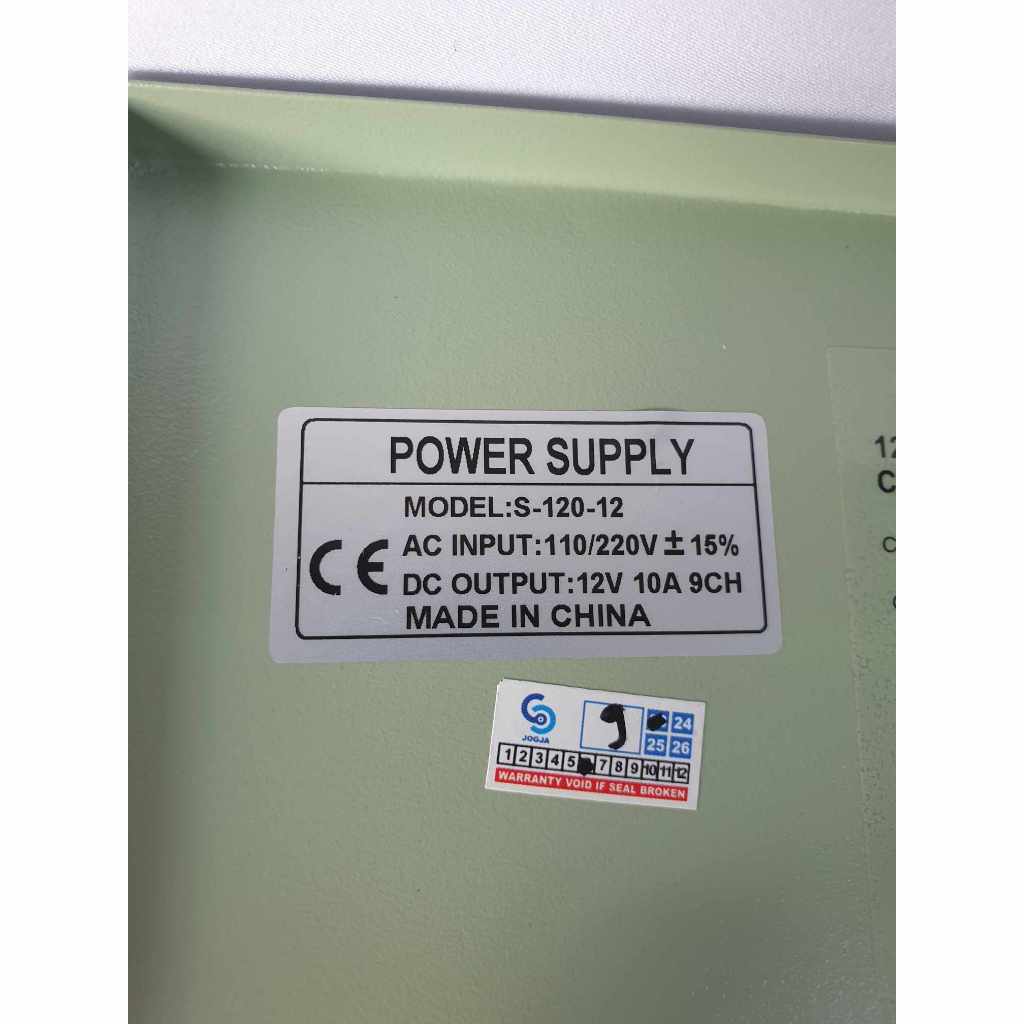 POWER SUPPLY
MODEL:S-120-12
CE
AC INPUT:110/220V ± 15%
DC OUTPUT:12V 10A 9CH
MADE IN CHINA
JOGJA
9
24
25 26
1 2 3 4 5 7 8 9 10 11 12
WARRANTY VOID IF SEAL BROKEN